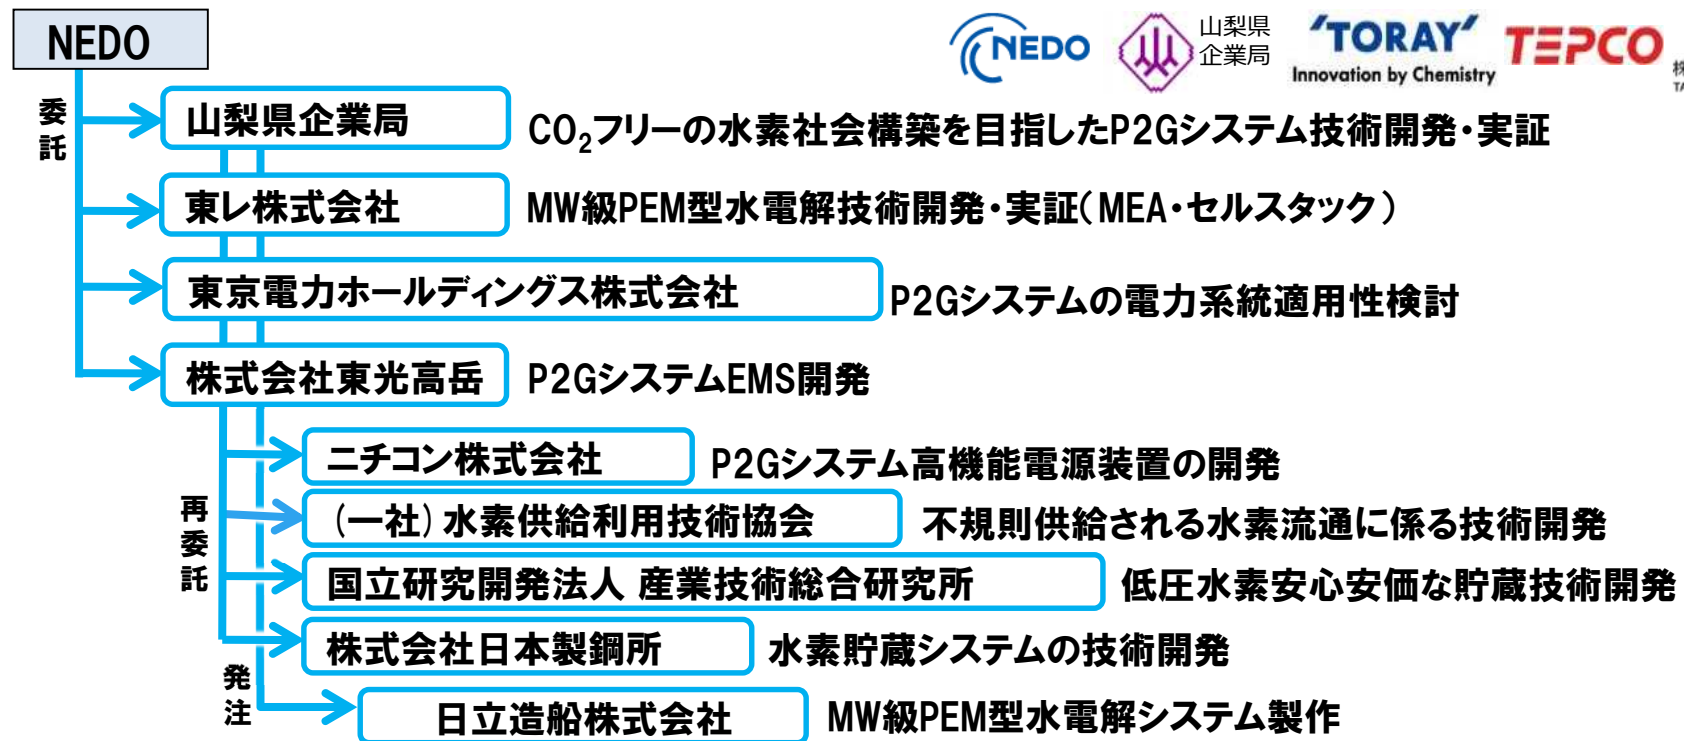 NEDO
NEDO
山梨県
企業局
'TORAY'
Innovation by Chemistry
TEPCO
委託
山梨県企業局
CO₂フリーの水素社会構築を目指したP2Gシステム技術開発・実証
東レ株式会社
MW級PEM型水電解技術開発・実証(MEA・セルスタック)
東京電力ホールディングス株式会社
P2Gシステムの電力系統適用性検討
株式会社東光高岳
P2GシステムEMS開発
再委託
ニチコン株式会社
P2Gシステム高機能電源装置の開発
(一社)水素供給利用技術協会
不規則供給される水素流通に係る技術開発
国立研究開発法人 産業技術総合研究所
低圧水素安心安価な貯蔵技術開発
株式会社日本製鋼所
水素貯蔵システムの技術開発
発注
日立造船株式会社
MW級PEM型水電解システム製作